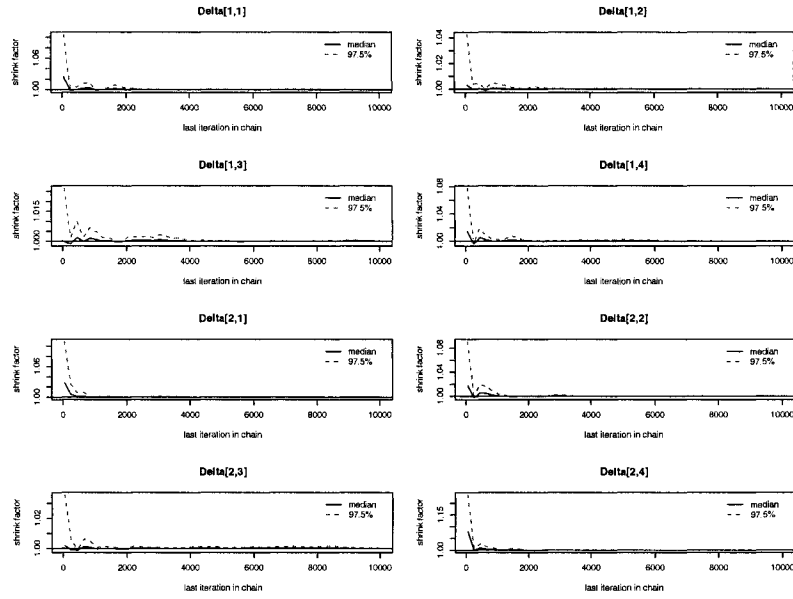 Delta[1,1]
shrink factor
1.00 1.06
median
97.5%
0 2000 4000 6000 8000 10000
last iteration in chain
Delta[1,2]
shrink factor
1.00 1.02 1.04
median
97.5%
0 2000 4000 6000 8000 10000
last iteration in chain
Delta[1,3]
shrink factor
1.000 1.015
median
97.5%
0 2000 4000 6000 8000 10000
last iteration in chain
Delta[1,4]
shrink factor
1.00 1.04 1.08
median
97.5%
0 2000 4000 6000 8000 10000
last iteration in chain
Delta[2,1]
shrink factor
1.00 1.06
median
97.5%
0 2000 4000 6000 8000 10000
last iteration in chain
Delta[2,2]
shrink factor
1.00 1.04 1.08
median
97.5%
0 2000 4000 6000 8000 10000
last iteration in chain
Delta[2,3]
shrink factor
1.00 1.02
median
97.5%
0 2000 4000 6000 8000 10000
last iteration in chain
Delta[2,4]
shrink factor
1.00 1.15
median
97.5%
0 2000 4000 6000 8000 10000
last iteration in chain